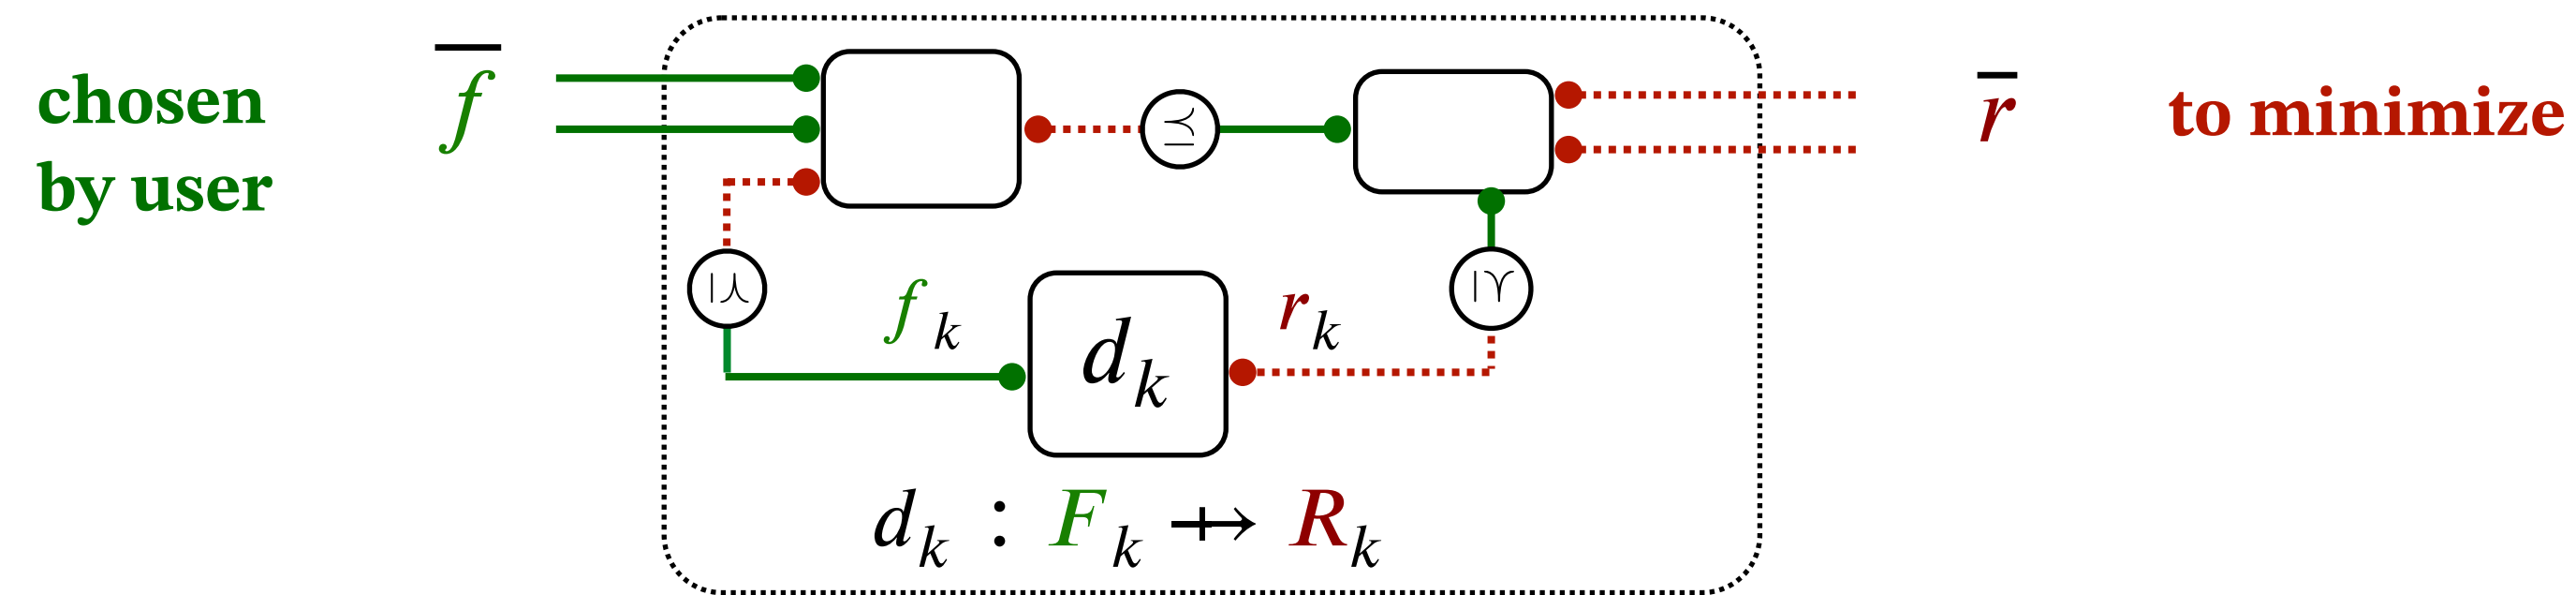 chosen
by user
f̅
⪯
r̅
to minimize
⪯
f_k
d_k
r_k
⪯
d_k : F_k ⇸ R_k